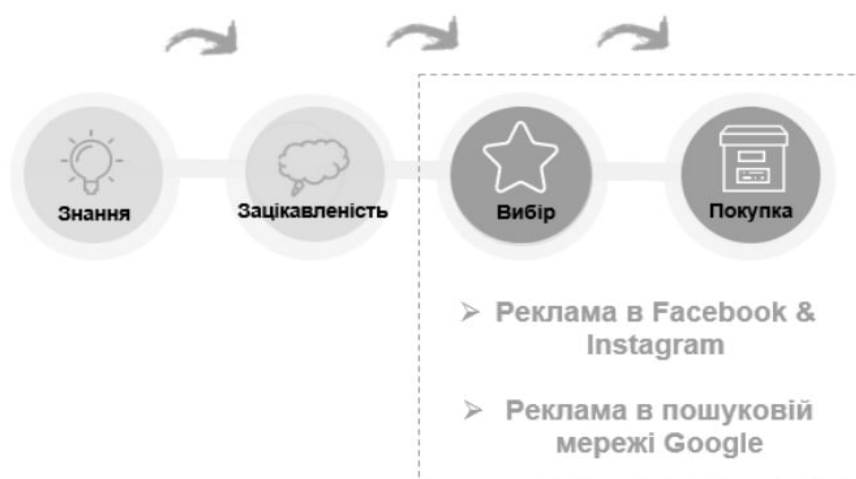 Знання
Зацікавленість
Вибір
Покупка
➢ Реклама в Facebook &
Instagram
➢ Реклама в пошуковій
мережі Google